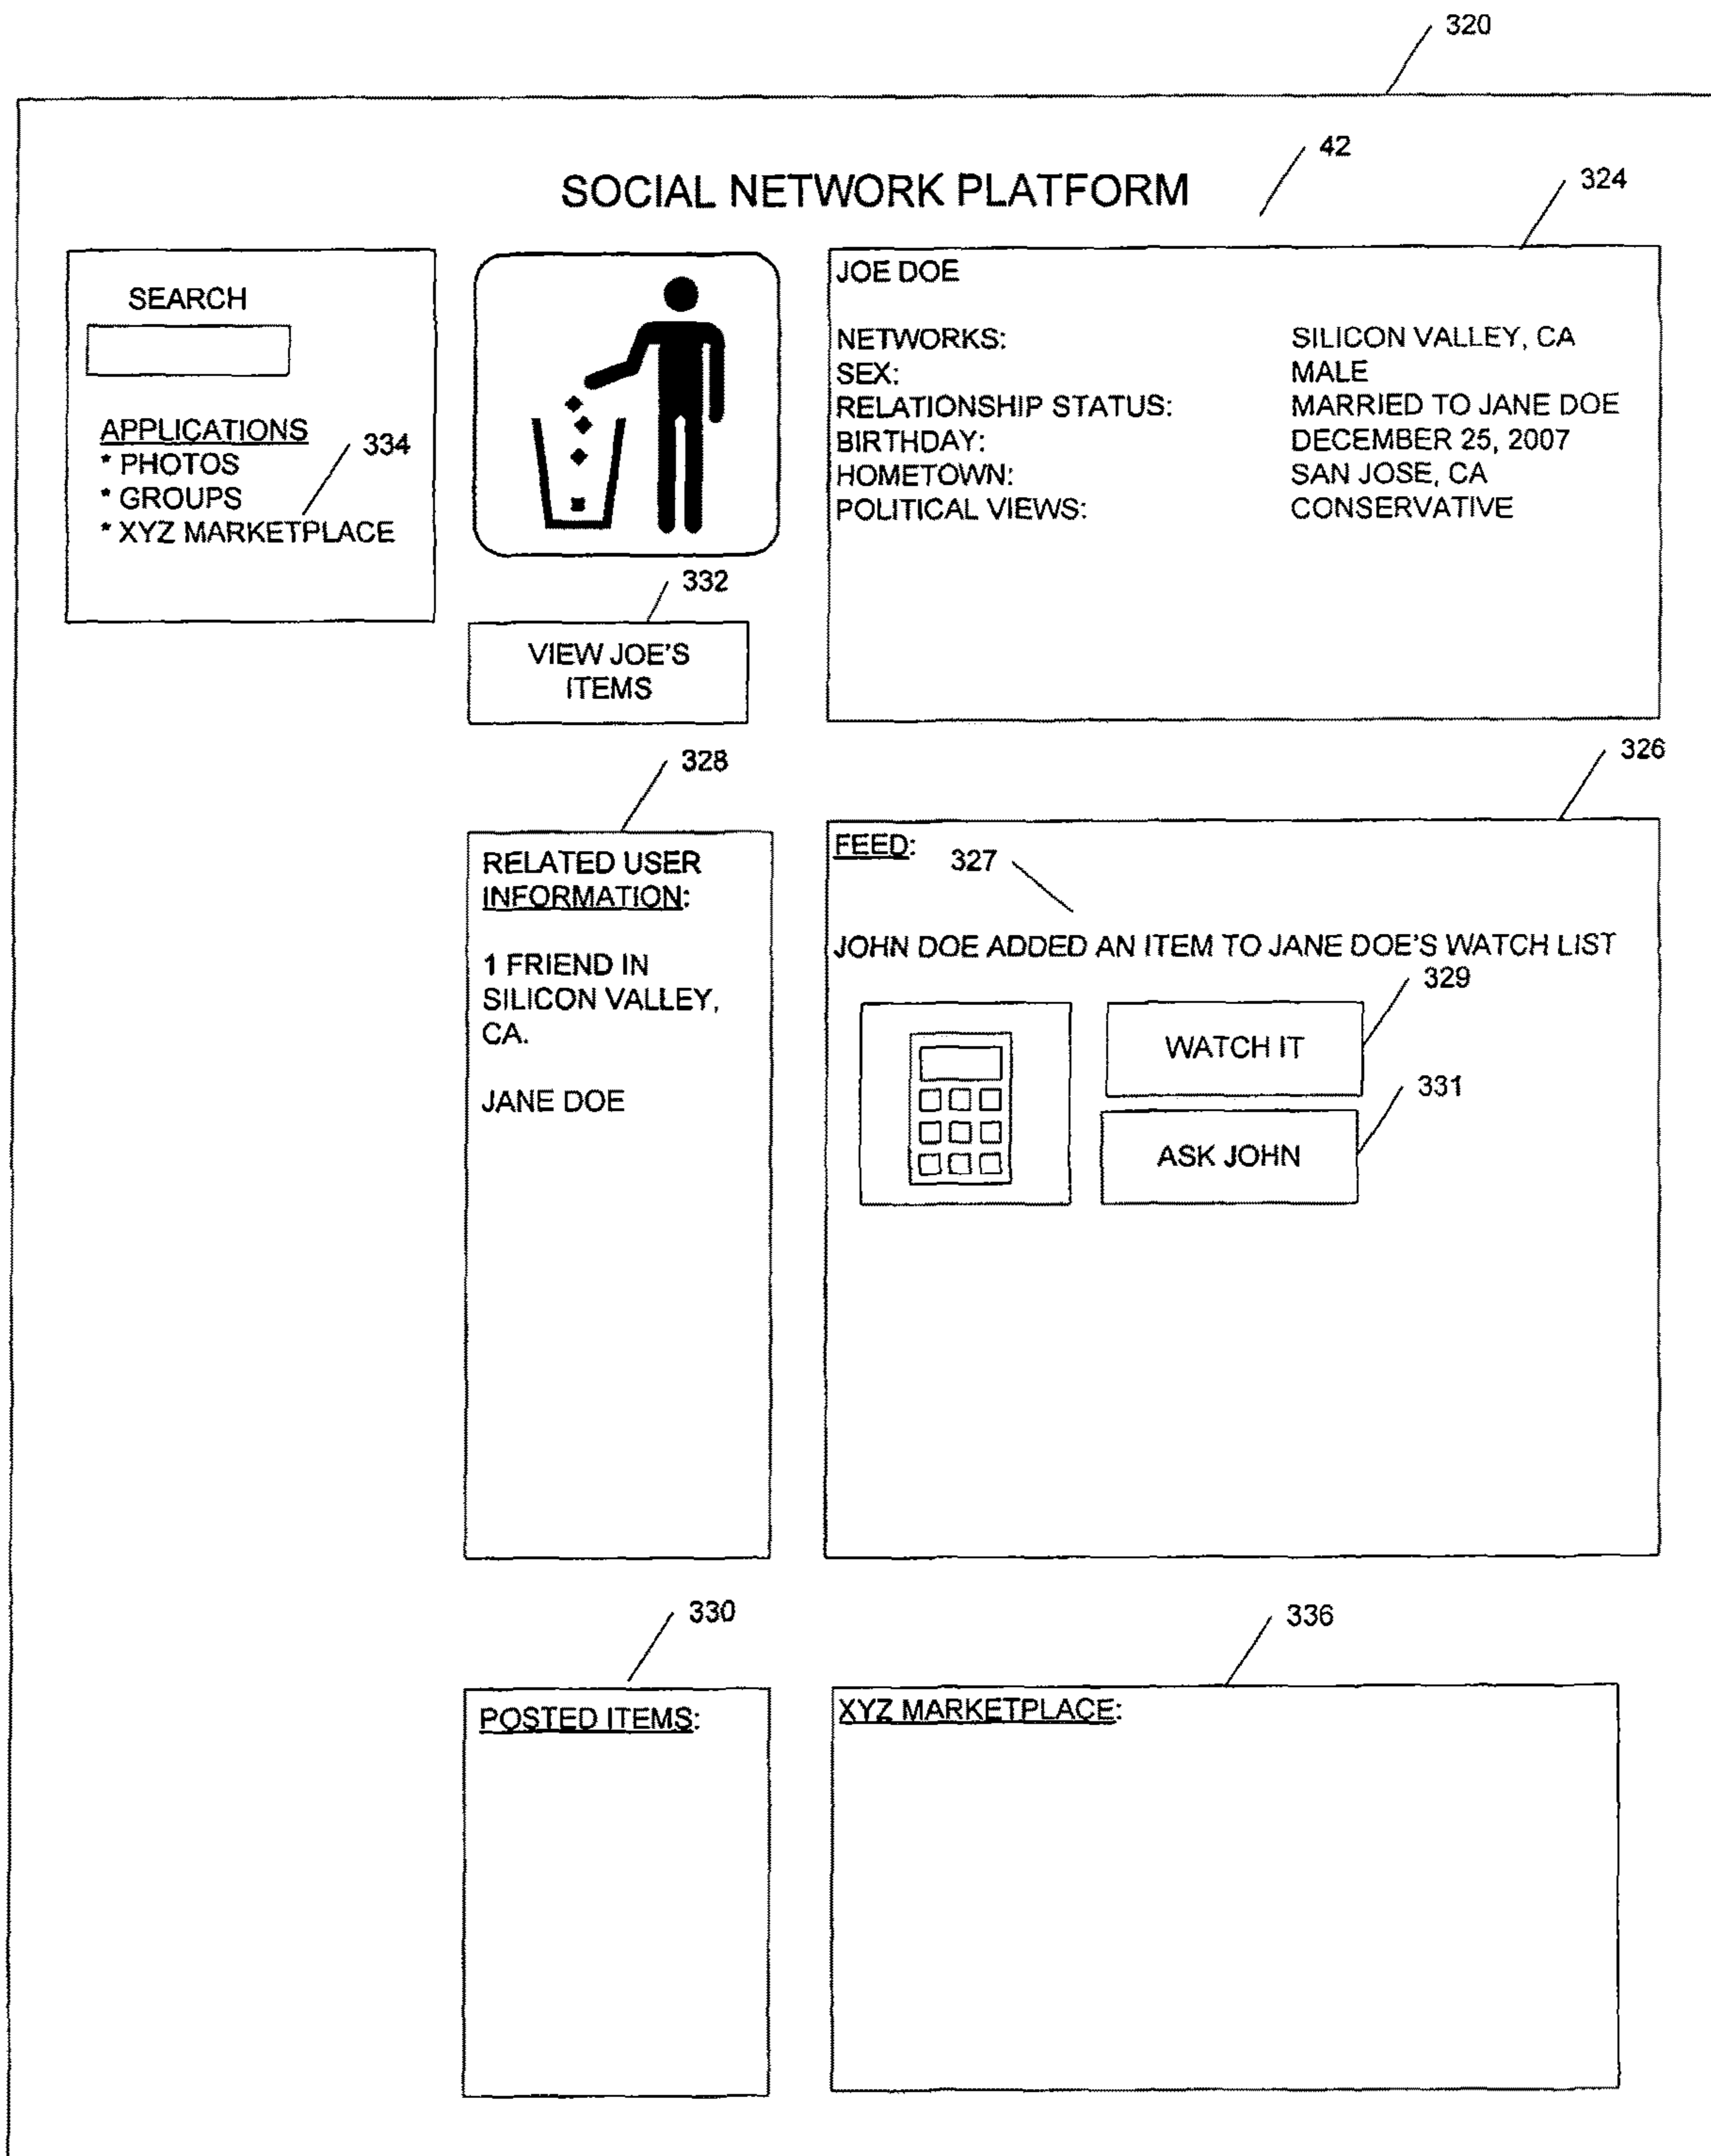 320
42
SOCIAL NETWORK PLATFORM
324
SEARCH
APPLICATIONS
334
* PHOTOS
* GROUPS
* XYZ MARKETPLACE
332
VIEW JOE'S
ITEMS
JOE DOE
NETWORKS: SILICON VALLEY, CA
SEX: MALE
RELATIONSHIP STATUS: MARRIED TO JANE DOE
BIRTHDAY: DECEMBER 25, 2007
HOMETOWN: SAN JOSE, CA
POLITICAL VIEWS: CONSERVATIVE
328
RELATED USER
INFORMATION:
1 FRIEND IN
SILICON VALLEY,
CA.
JANE DOE
326
FEED:
327
JOHN DOE ADDED AN ITEM TO JANE DOE'S WATCH LIST
329
WATCH IT
331
ASK JOHN
330
POSTED ITEMS:
336
XYZ MARKETPLACE: